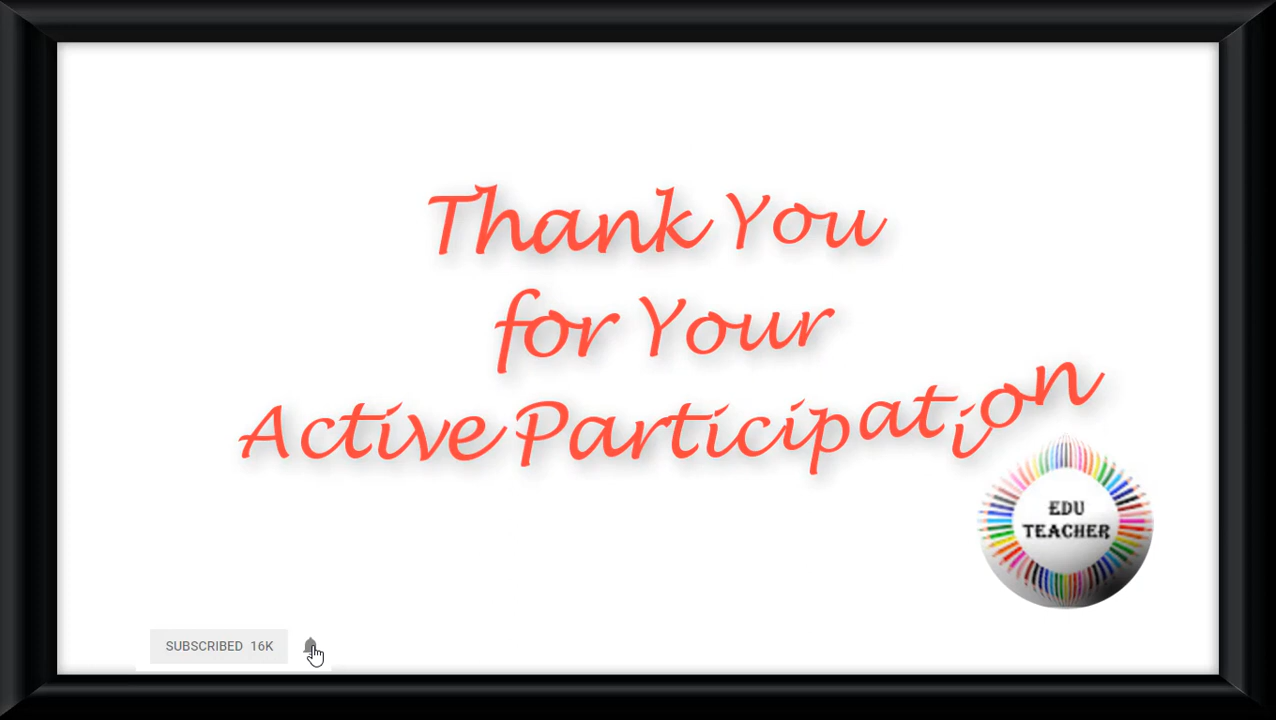 Thank You
for Your
Active Participation
EDU
TEACHER
SUBSCRIBED 16K